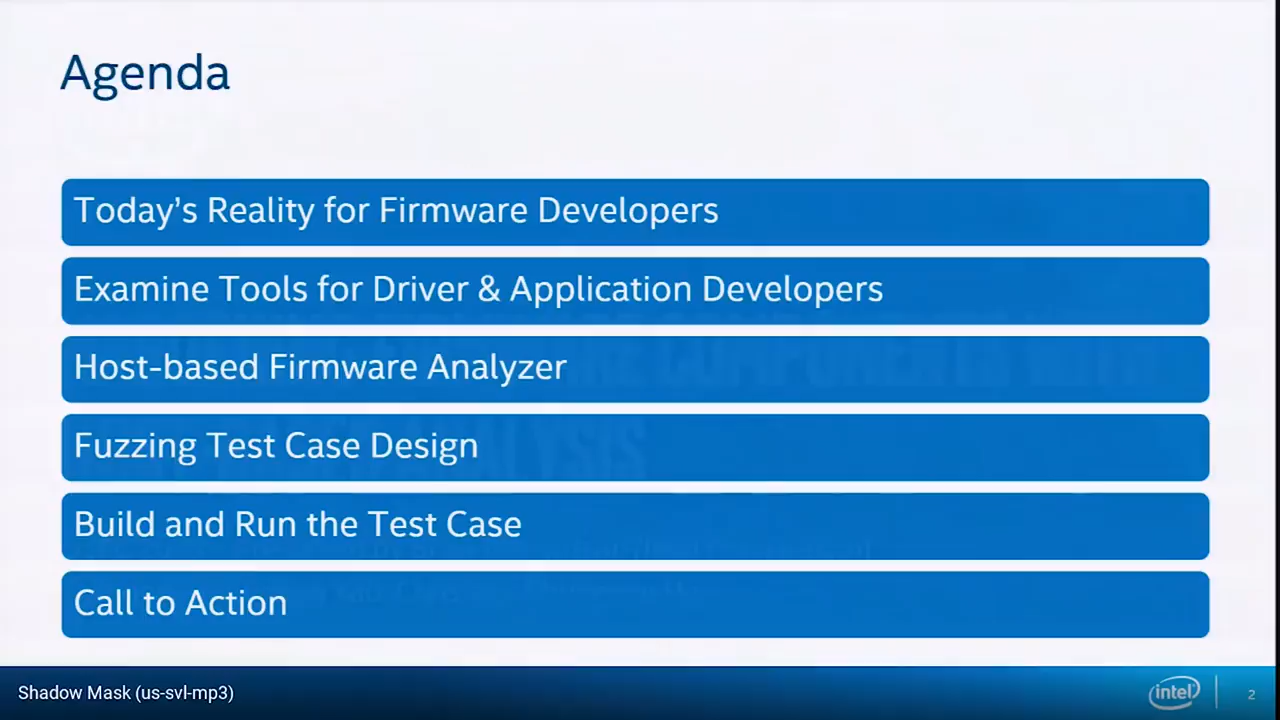 Agenda
Today’s Reality for Firmware Developers
Examine Tools for Driver & Application Developers
Host-based Firmware Analyzer
Fuzzing Test Case Design
Build and Run the Test Case
Call to Action
Shadow Mask (us-svl-mp3)
intel
2